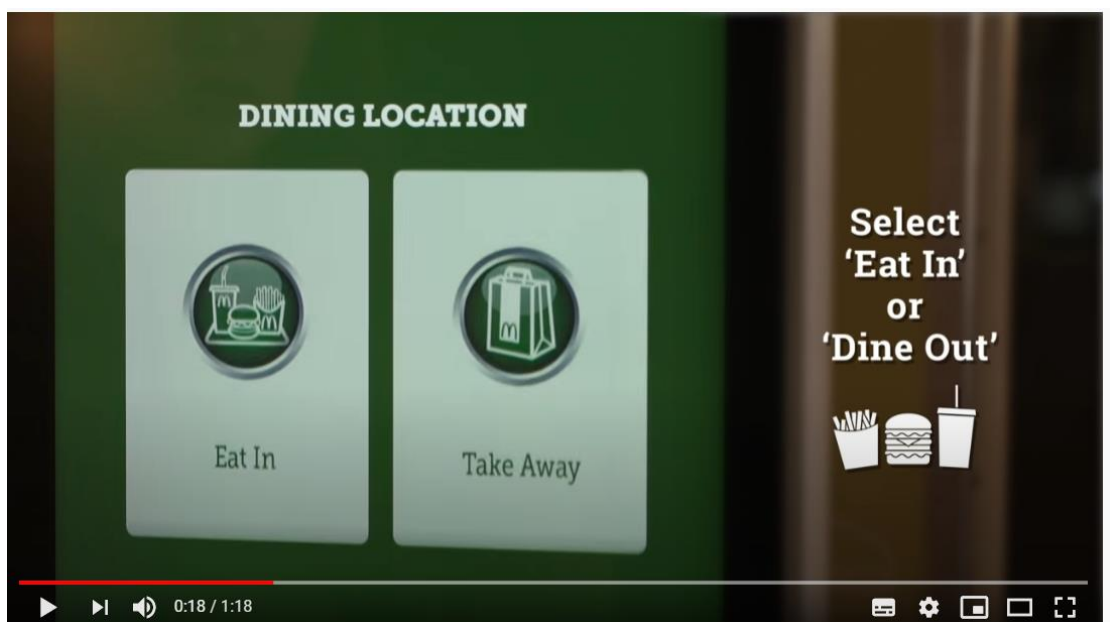 DINING LOCATION
Eat In
Take Away
Select
‘Eat In’
or
‘Dine Out’
0:18 / 1:18